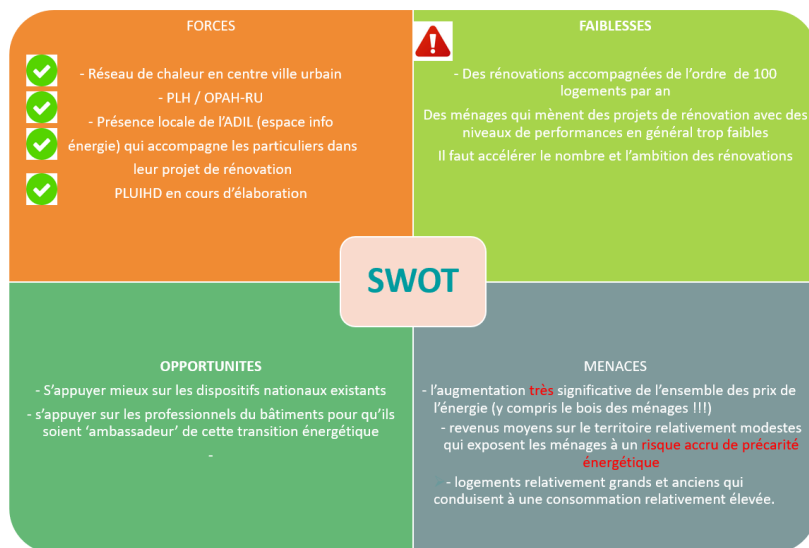 FORCES
- Réseau de chaleur en centre ville urbain
- PLH / OPAH-RU
- Présence locale de l'ADIL (espace info
énergie) qui accompagne les particuliers dans
leur projet de rénovation
PLUIHD en cours d'élaboration
FAIBLESSES
- Des rénovations accompagnées de l'ordre de 100
logements par an
Des ménages qui mènent des projets de rénovation avec des
niveaux de performances en général trop faibles
Il faut accélérer le nombre et l'ambition des rénovations
SWOT
OPPORTUNITES
- S'appuyer mieux sur les dispositifs nationaux existants
- s'appuyer sur les professionnels du bâtiments pour qu'ils
soient 'ambassadeur' de cette transition énergétique
-
MENACES
- l'augmentation très significative de l'ensemble des prix de
l'énergie (y compris le bois des ménages !!!)
- revenus moyens sur le territoire relativement modestes
qui exposent les ménages à un risque accru de précarité
énergétique
- logements relativement grands et anciens qui
conduisent à une consommation relativement élevée.